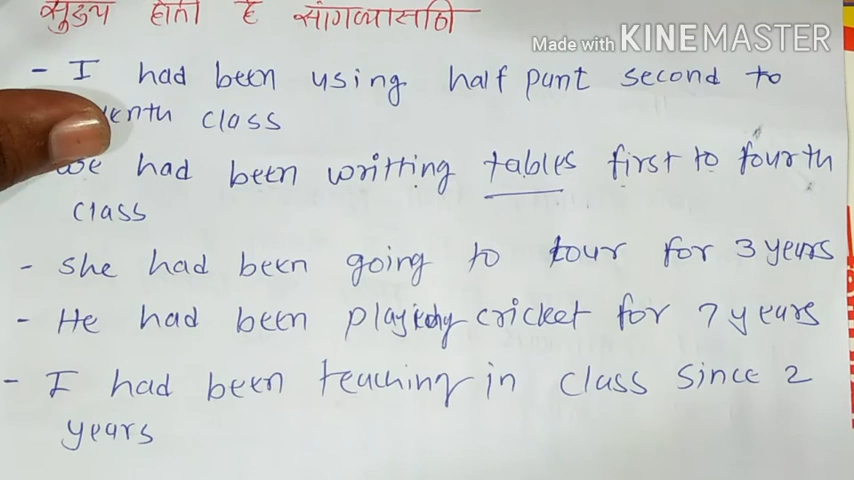 होती है सांगण्यासाठी
Made with KINEMASTER
- I had been using half pant second to
class
We had been writting tables first to fourth
class
- She had been going to tour for 3 years
- He had been playing cricket for 7 years
- I had been teaching in class since 2
years